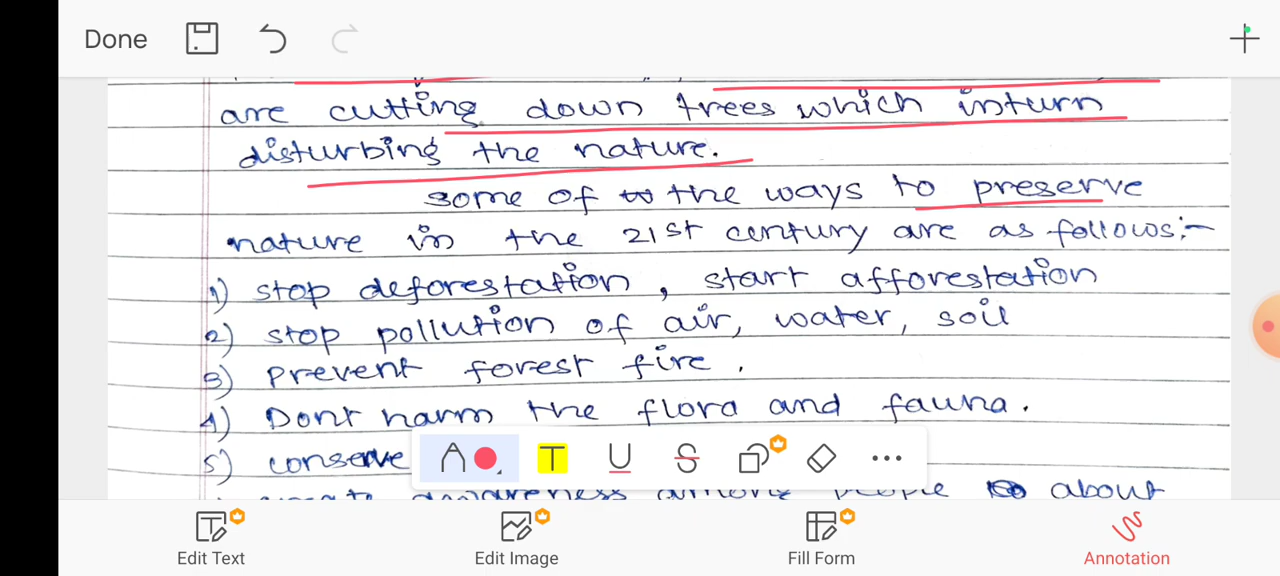 Done
are cutting down trees which inturn
disturbing the nature.
some of the ways to preserve
nature in the 21st century are as follows:-
1) stop deforestation, start afforestation
2) stop pollution of air, water, soil
3) prevent forest fire.
4) Dont harm the flora and fauna.
5) conserve
awareness among people about
Edit Text
Edit Image
Fill Form
Annotation